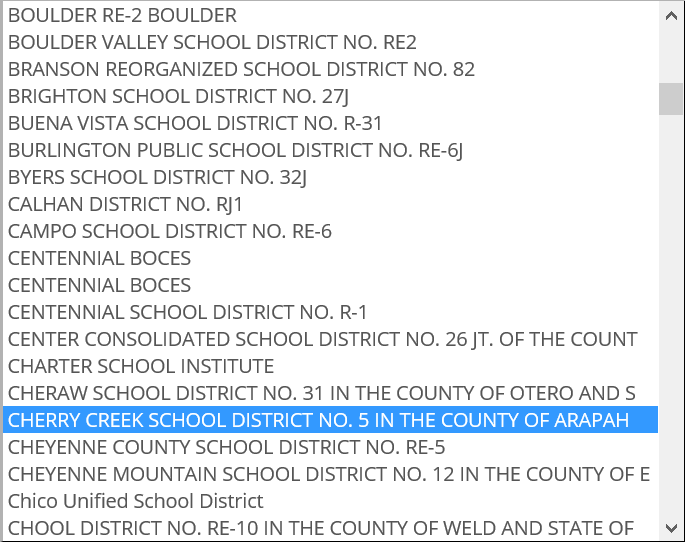 BOULDER RE-2 BOULDER
BOULDER VALLEY SCHOOL DISTRICT NO. RE2
BRANSON REORGANIZED SCHOOL DISTRICT NO. 82
BRIGHTON SCHOOL DISTRICT NO. 27J
BUENA VISTA SCHOOL DISTRICT NO. R-31
BURLINGTON PUBLIC SCHOOL DISTRICT NO. RE-6J
BYERS SCHOOL DISTRICT NO. 32J
CALHAN DISTRICT NO. RJ1
CAMPO SCHOOL DISTRICT NO. RE-6
CENTENNIAL BOCES
CENTENNIAL BOCES
CENTENNIAL SCHOOL DISTRICT NO. R-1
CENTER CONSOLIDATED SCHOOL DISTRICT NO. 26 JT. OF THE COUNT
CHARTER SCHOOL INSTITUTE
CHERAW SCHOOL DISTRICT NO. 31 IN THE COUNTY OF OTERO AND S
CHERRY CREEK SCHOOL DISTRICT NO. 5 IN THE COUNTY OF ARAPAH
CHEYENNE COUNTY SCHOOL DISTRICT NO. RE-5
CHEYENNE MOUNTAIN SCHOOL DISTRICT NO. 12 IN THE COUNTY OF E
Chico Unified School District
CHOOL DISTRICT NO. RE-10 IN THE COUNTY OF WELD AND STATE OF